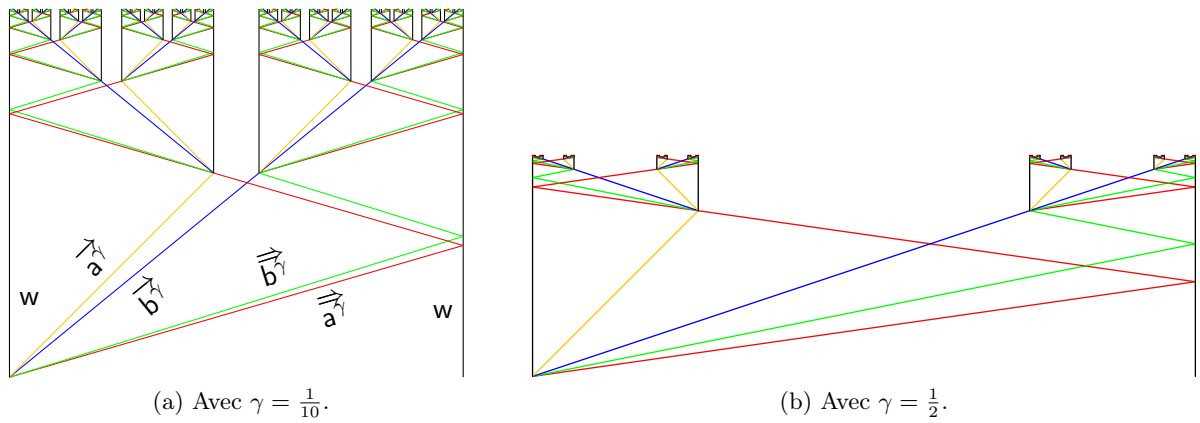 w
a⃗^γ
b⃗^γ
b⃗⃗^γ
a⃗⃗^γ
w
(a) Avec γ = 1/10.
(b) Avec γ = 1/2.